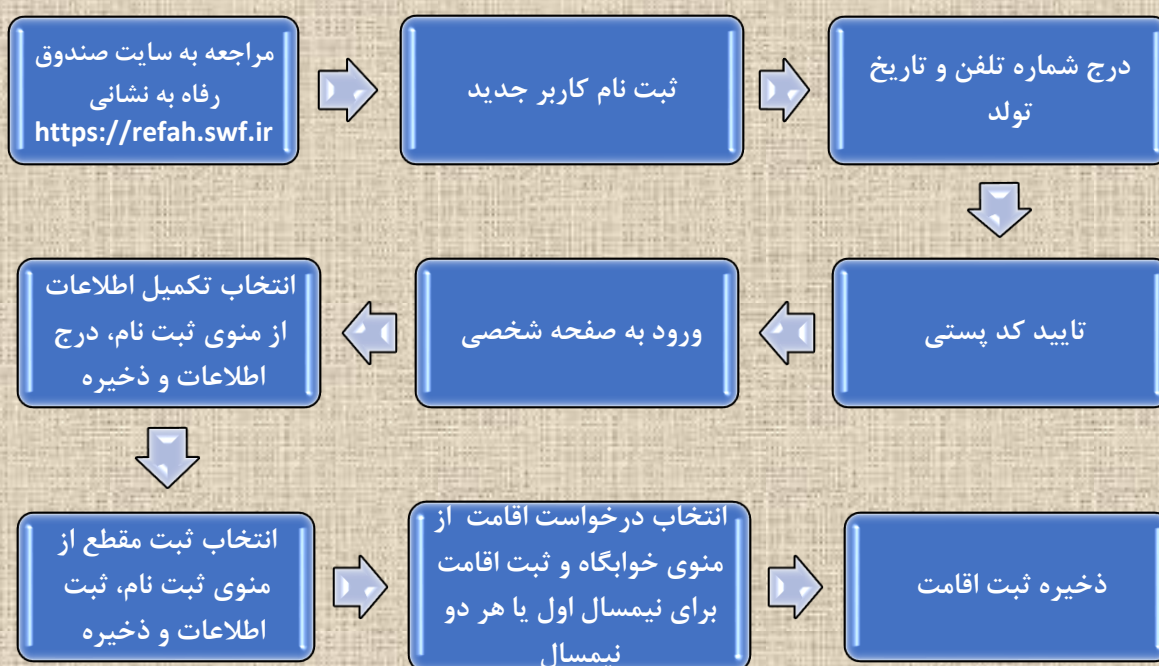 مراجعه به سایت صندوق
رفاه به نشانی
https://refah.swf.ir
ثبت نام کاربر جدید
درج شماره تلفن و تاریخ
تولد
تایید کد پستی
ورود به صفحه شخصی
انتخاب تکمیل اطلاعات
از منوی ثبت نام، درج
اطلاعات و ذخیره
انتخاب ثبت مقطع از
منوی ثبت نام، ثبت
اطلاعات و ذخیره
انتخاب درخواست اقامت از
منوی خوابگاه و ثبت اقامت
برای نیمسال اول یا هر دو
نیمسال
ذخیره ثبت اقامت